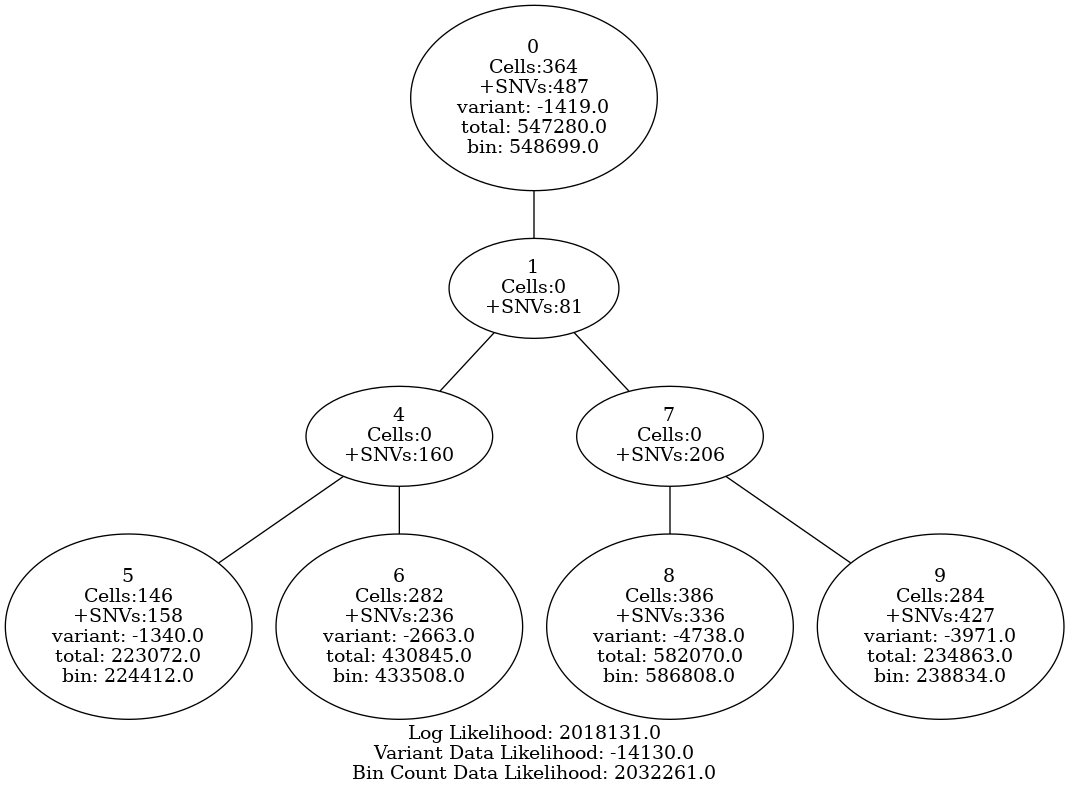 0
Cells:364
+SNVs:487
variant: -1419.0
total: 547280.0
bin: 548699.0
1
Cells:0
+SNVs:81
4
Cells:0
+SNVs:160
7
Cells:0
+SNVs:206
5
Cells:146
+SNVs:158
variant: -1340.0
total: 223072.0
bin: 224412.0
6
Cells:282
+SNVs:236
variant: -2663.0
total: 430845.0
bin: 433508.0
8
Cells:386
+SNVs:336
variant: -4738.0
total: 582070.0
bin: 586808.0
9
Cells:284
+SNVs:427
variant: -3971.0
total: 234863.0
bin: 238834.0
Log Likelihood: 2018131.0
Variant Data Likelihood: -14130.0
Bin Count Data Likelihood: 2032261.0